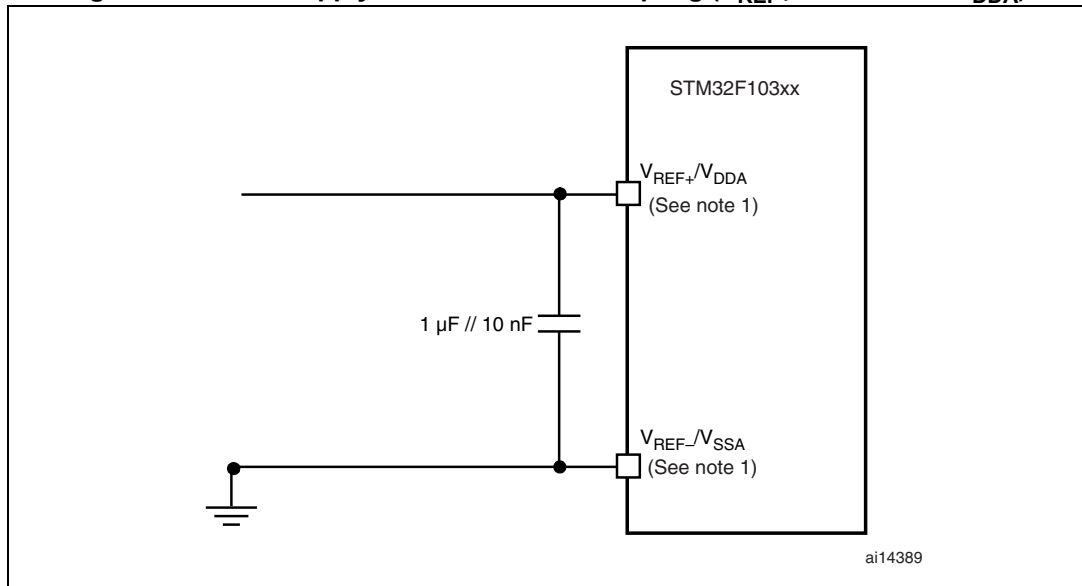 STM32F103xx
VREF+/VDDA
(See note 1)
1 µF // 10 nF
VREF–/VSSA
(See note 1)
ai14389